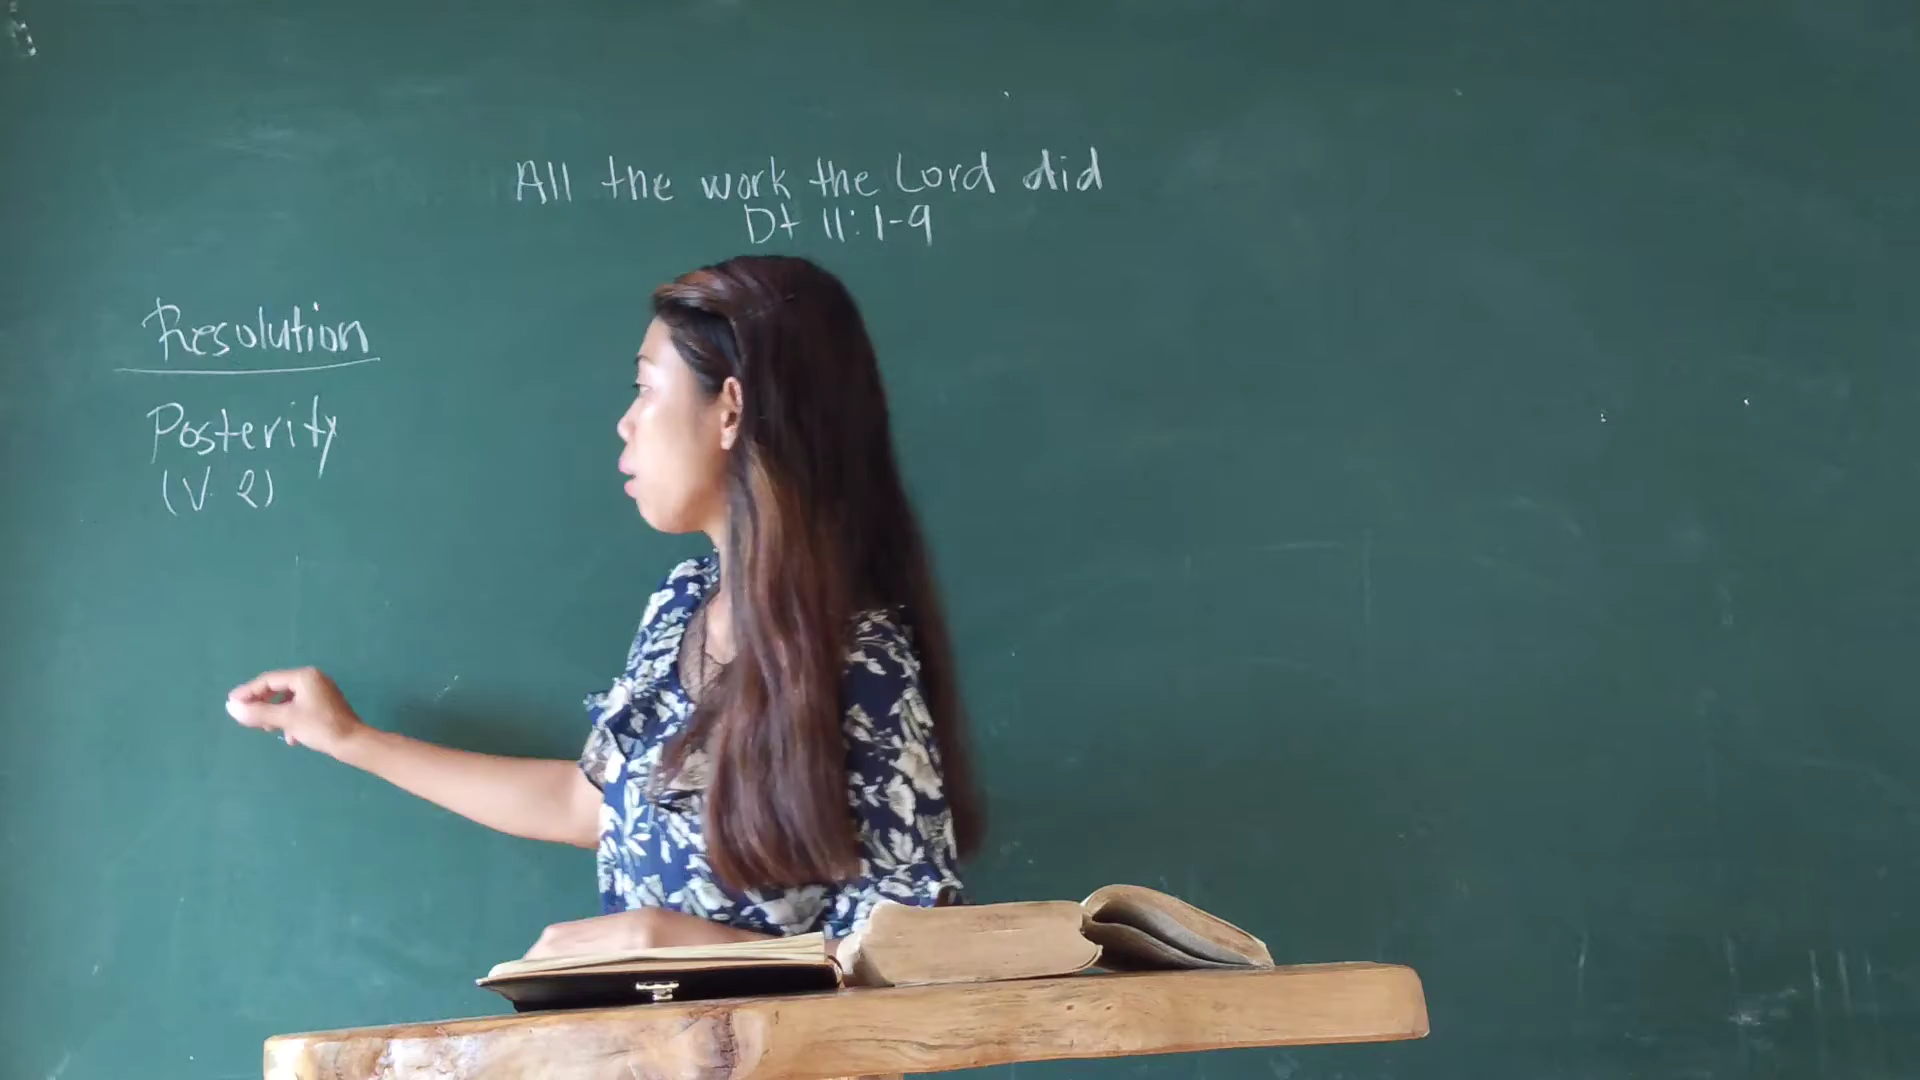 All the work the Lord did
Dt 11:1-9
Resolution
Posterity
(V. 2)